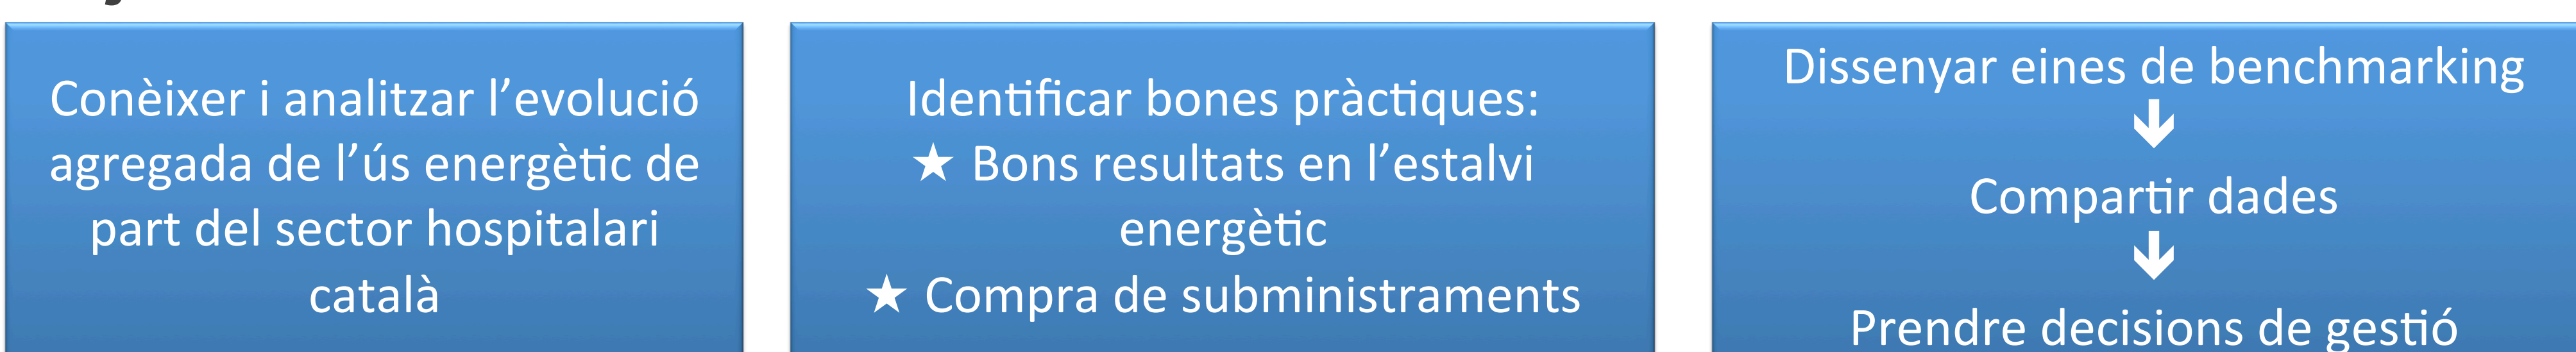 Conèixer i analitzar l’evolució
agregada de l’ús energètic de
part del sector hospitalari
català
Identificar bones pràctiques:
★ Bons resultats en l’estalvi
energètic
★ Compra de subministraments
Dissenyar eines de benchmarking
🡫
Compartir dades
🡫
Prendre decisions de gestió